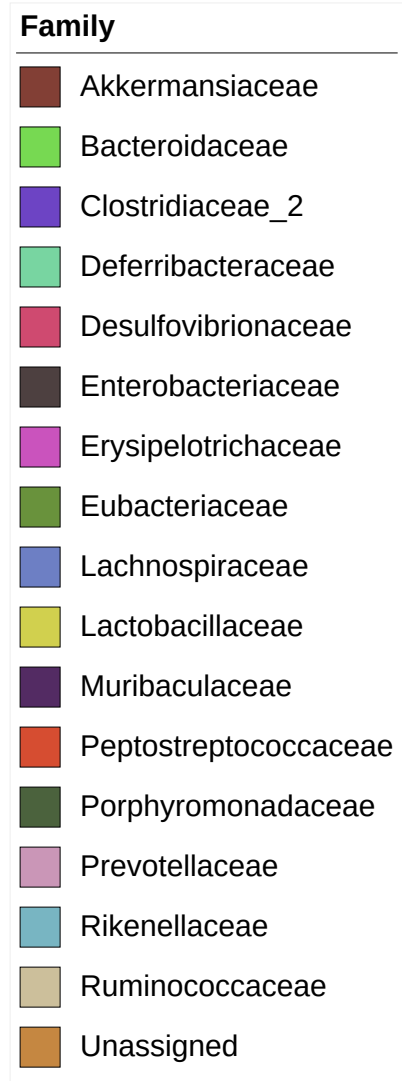 Family
Akkermansiaceae
Bacteroidaceae
Clostridiaceae_2
Deferribacteraceae
Desulfovibrionaceae
Enterobacteriaceae
Erysipelotrichaceae
Eubacteriaceae
Lachnospiraceae
Lactobacillaceae
Muribaculaceae
Peptostreptococcaceae
Porphyromonadaceae
Prevotellaceae
Rikenellaceae
Ruminococcaceae
Unassigned